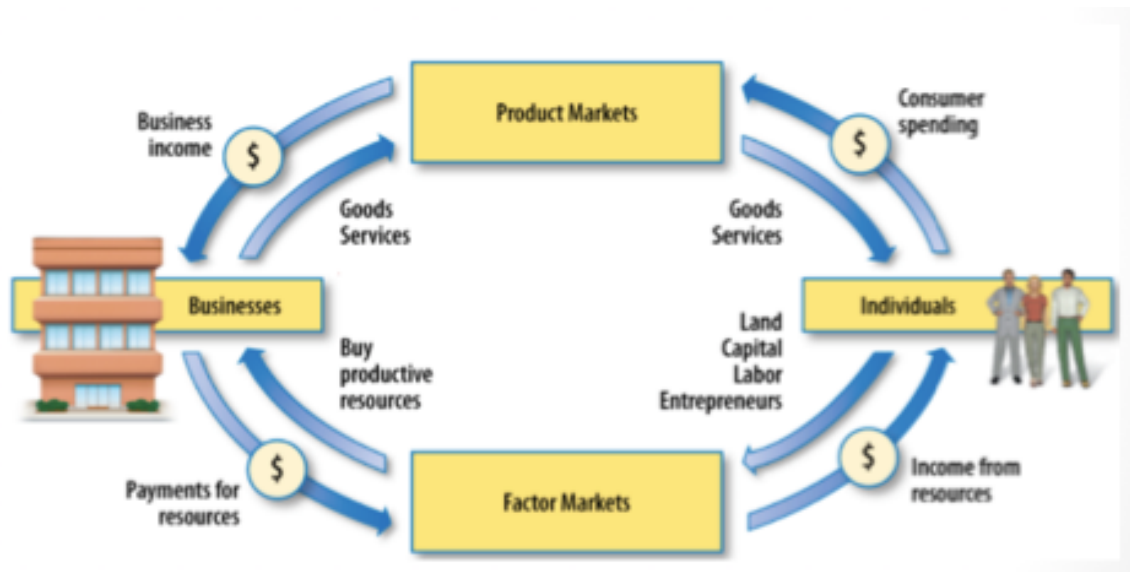 Product Markets
Consumer
spending
$
Business
income
$
Goods
Services
Goods
Services
Businesses
Individuals
Land
Capital
Labor
Entrepreneurs
Buy
productive
resources
$
Payments for
resources
Factor Markets
$
Income from
resources